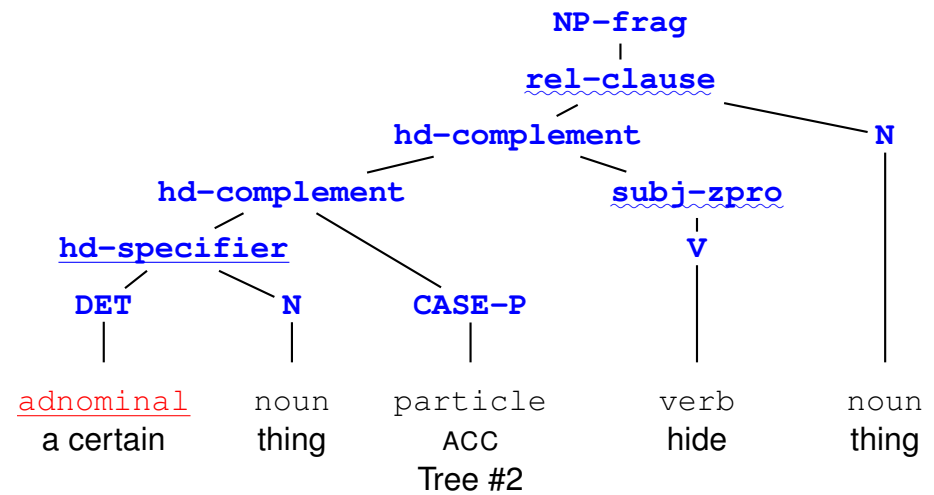 NP-frag
rel-clause
hd-complement N
hd-complement subj-zpro
hd-specifier V
DET N CASE-P
adnominal noun particle verb noun
a certain thing ACC hide thing
Tree #2